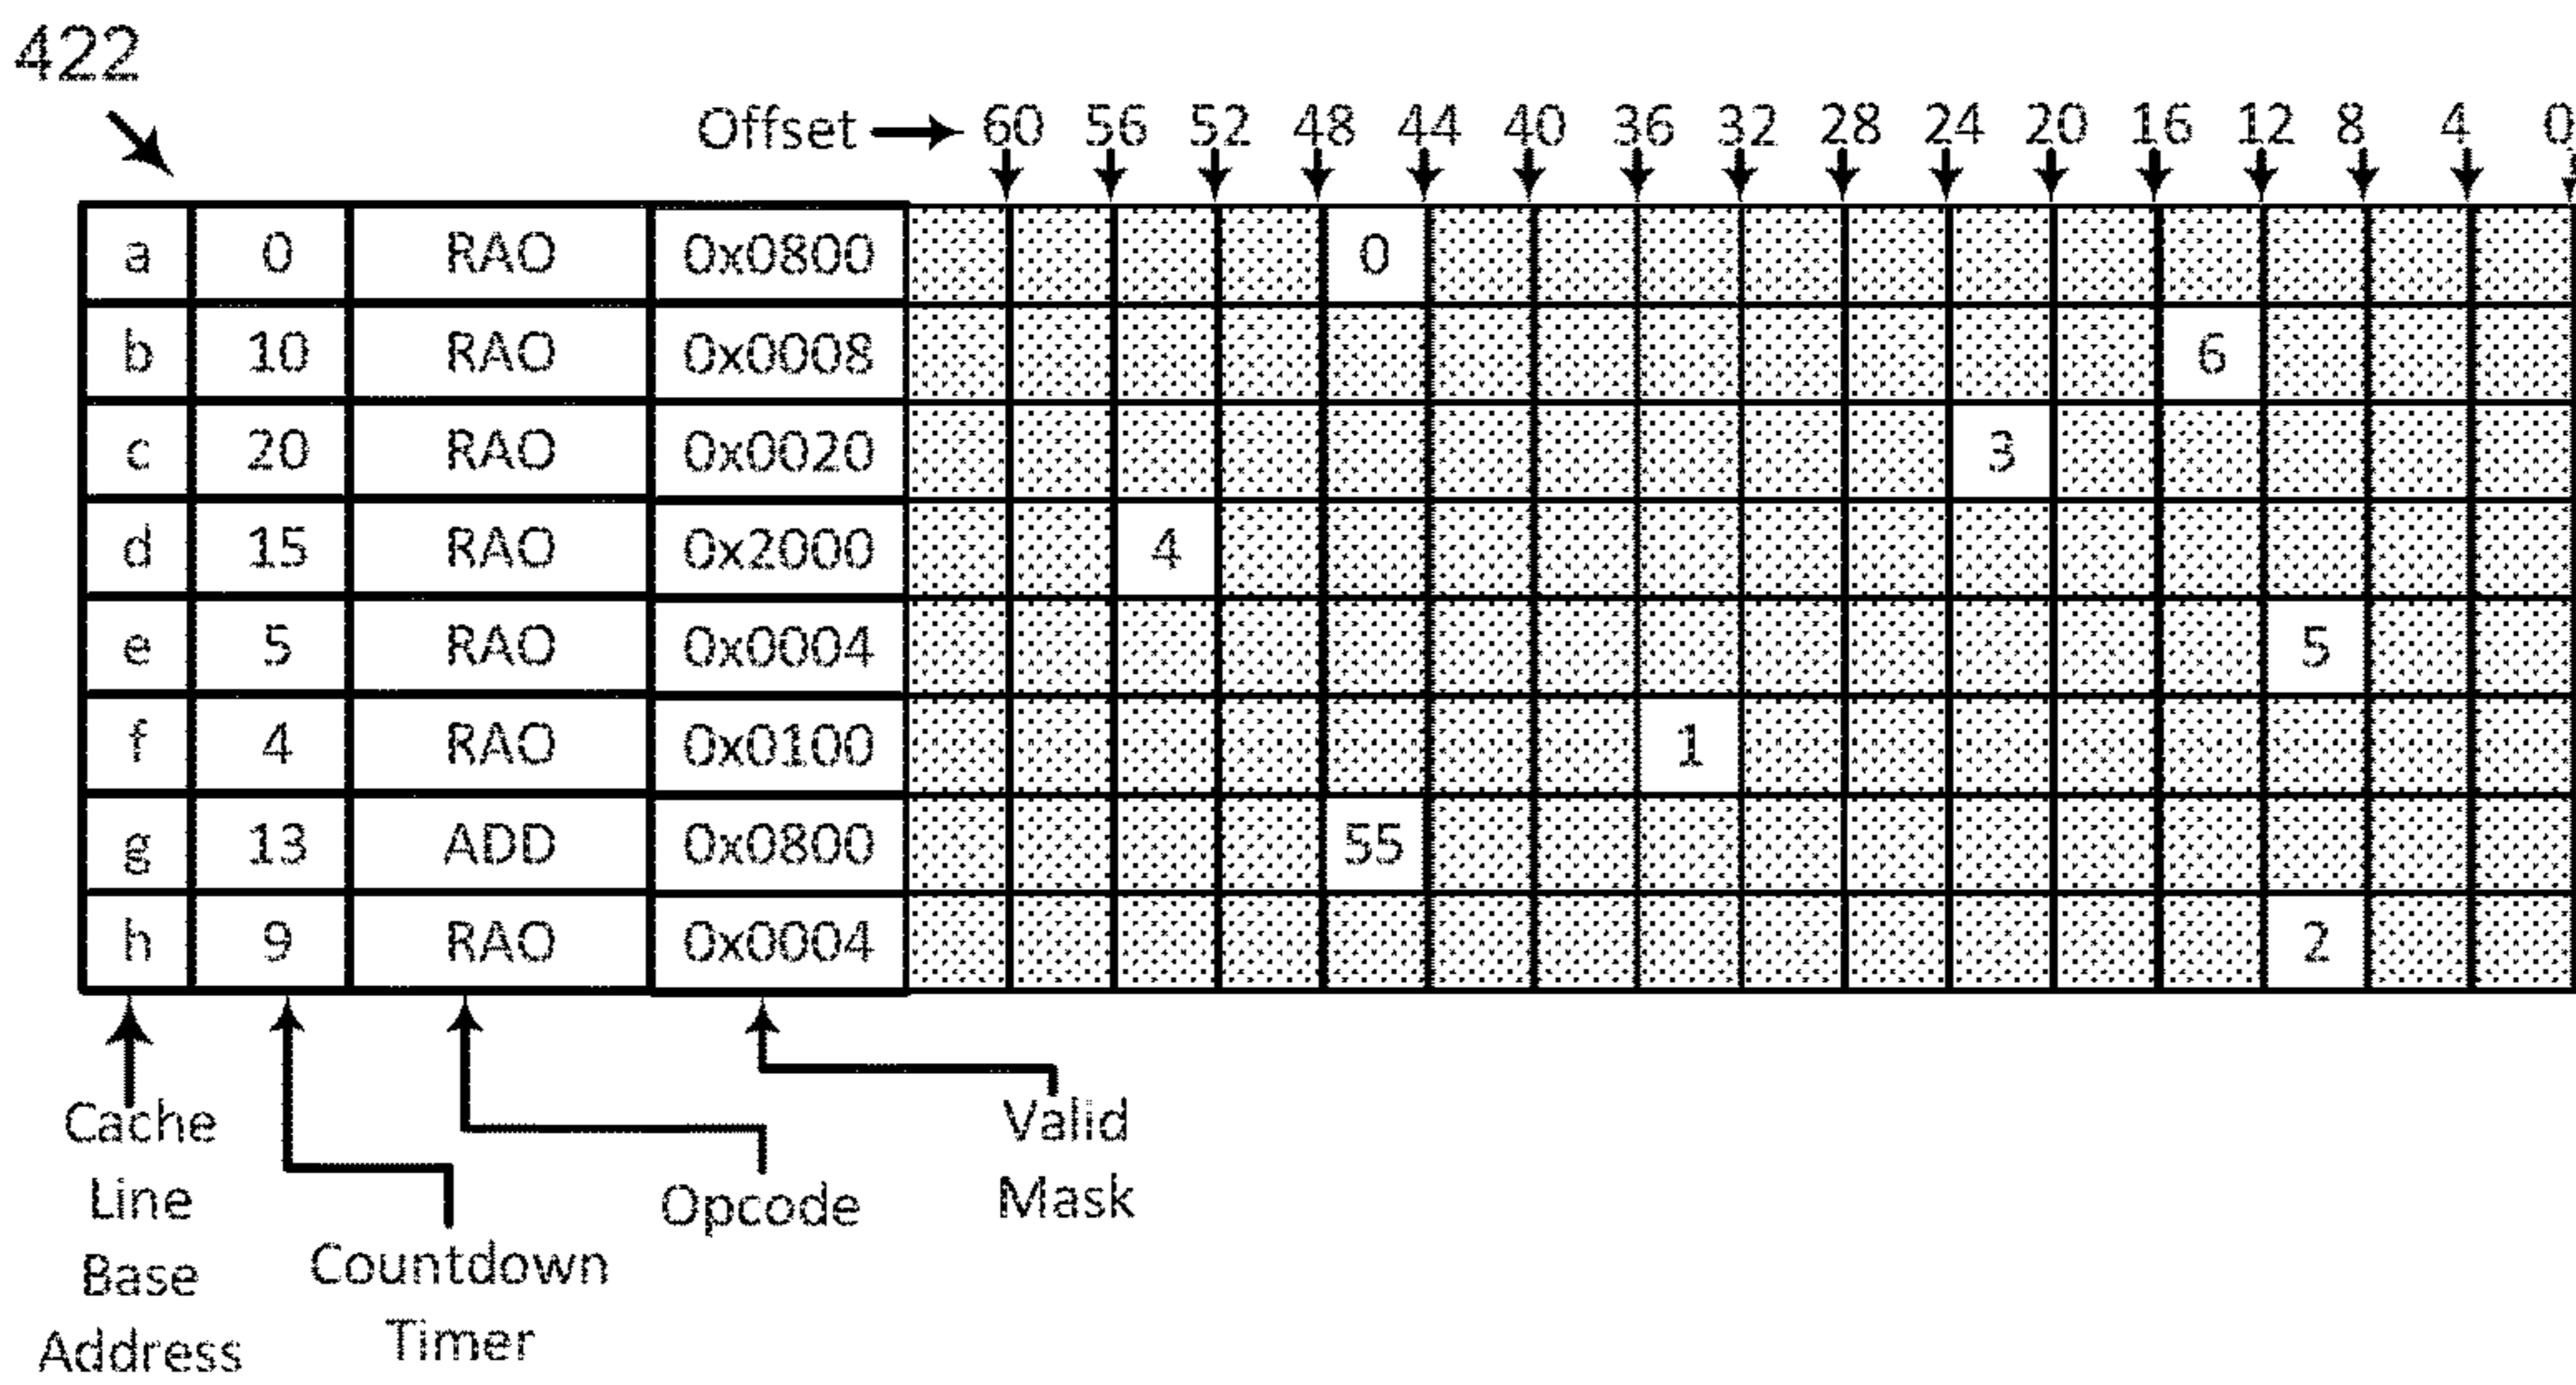 422
Offset 60 56 52 48 44 40 36 32 28 24 20 16 12 8 4 0
a 0 RAO 0x0800 0
b 10 RAO 0x0008 6
c 20 RAO 0x0020 3
d 15 RAO 0x2000 4
e 5 RAO 0x0004 5
f 4 RAO 0x0100 1
g 13 ADD 0x0800 55
h 9 RAO 0x0004 2
Cache
Line
Base
Address
Countdown
Timer
Opcode
Valid
Mask